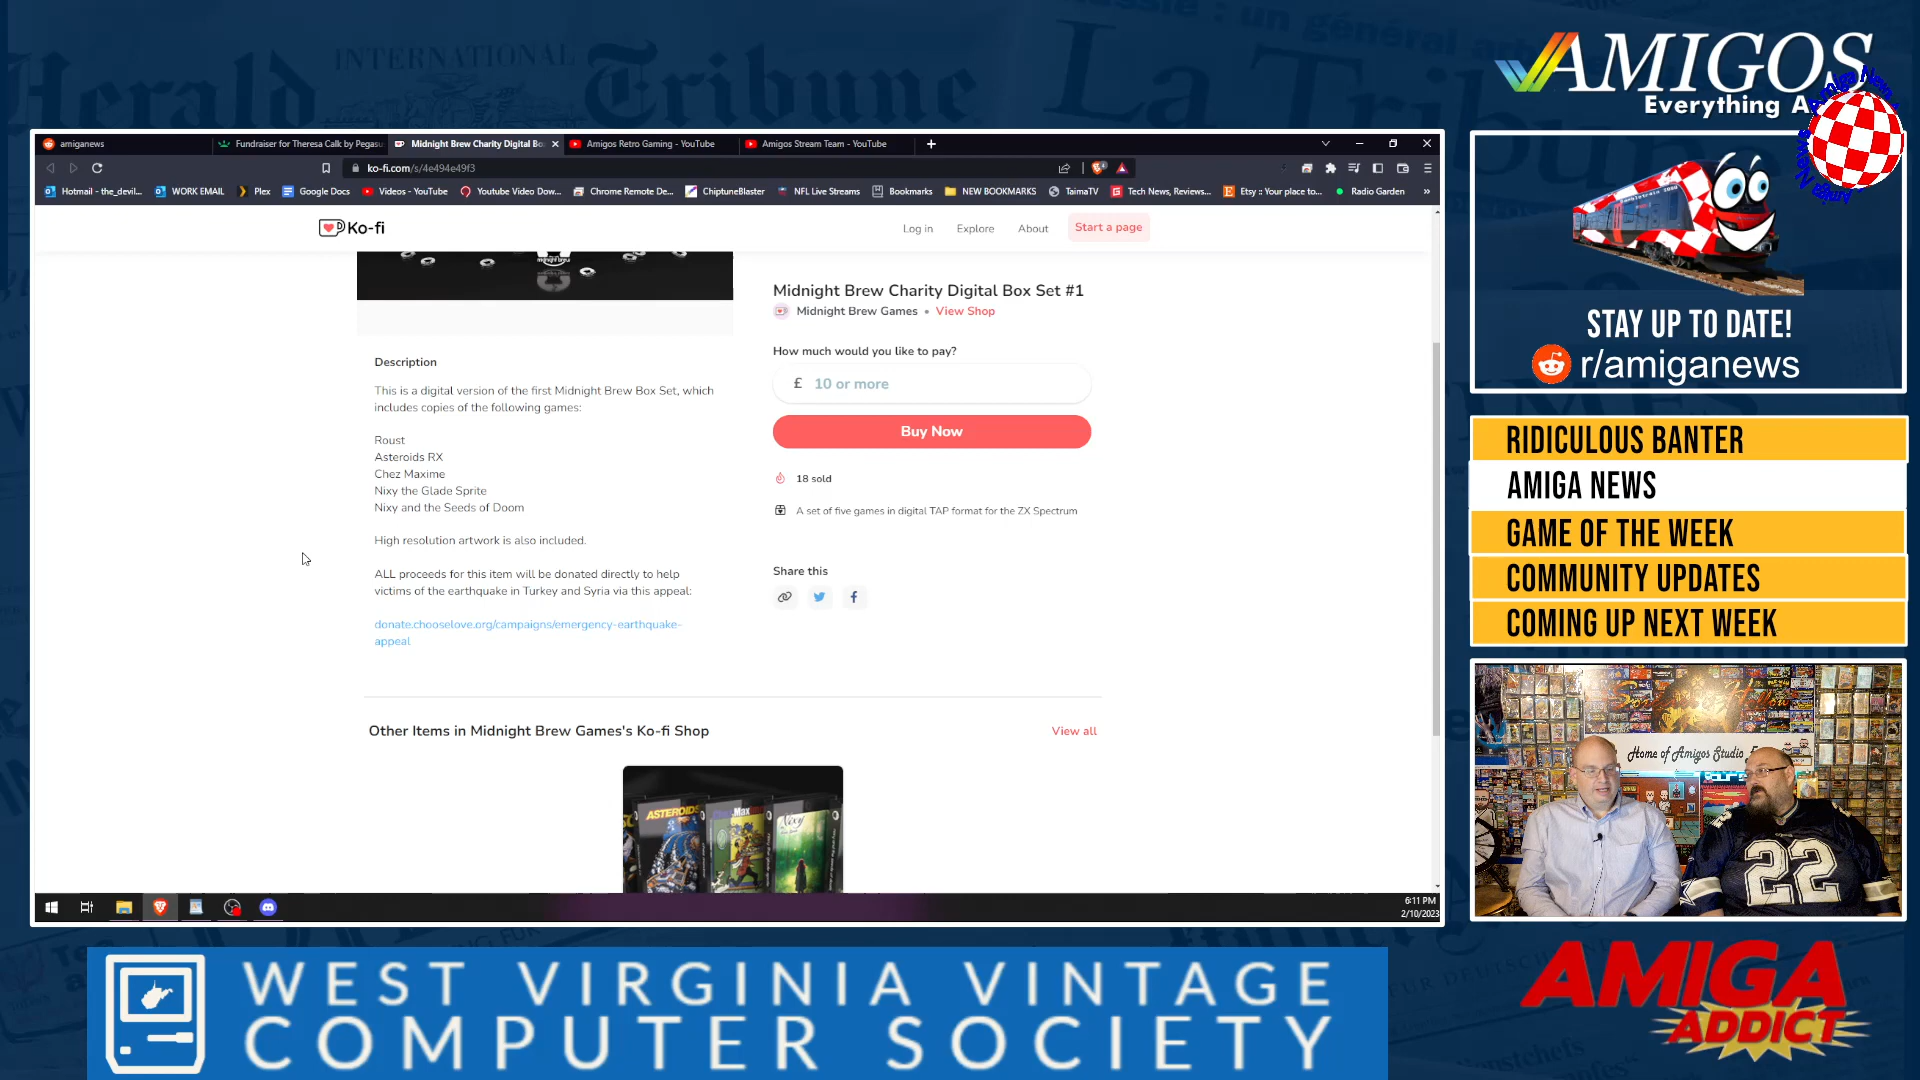 Herald
INTERNATIONAL
Tribune
AMIGOS
Everything A
Amiga News
amiganews
Fundraiser for Theresa Calk by Pegasu
Midnight Brew Charity Digital Bo
Amigos Retro Gaming - YouTube
Amigos Stream Team - YouTube
ko-fi.com/s/4e494e49f3
Hotmail - the_devil...
WORK EMAIL
Plex
Google Docs
Videos - YouTube
Youtube Video Dow...
Chrome Remote De...
ChiptuneBlaster
NFL Live Streams
Bookmarks
NEW BOOKMARKS
TaimaTV
Tech News, Reviews...
Etsy :: Your place to...
Radio Garden
Ko-fi
Log in
Explore
About
Start a page
midnight brew
Midnight Brew Charity Digital Box Set #1
Midnight Brew Games • View Shop
How much would you like to pay?
£ 10 or more
Buy Now
18 sold
A set of five games in digital TAP format for the ZX Spectrum
Share this
Description
This is a digital version of the first Midnight Brew Box Set, which
includes copies of the following games:
Roust
Asteroids RX
Chez Maxime
Nixy the Glade Sprite
Nixy and the Seeds of Doom
High resolution artwork is also included.
ALL proceeds for this item will be donated directly to help
victims of the earthquake in Turkey and Syria via this appeal:
donate.chooselove.org/campaigns/emergency-earthquake-
appeal
Other Items in Midnight Brew Games's Ko-fi Shop
View all
ASTEROIDS
Nixy
6:11 PM
2/10/2023
STAY UP TO DATE!
r/amiganews
RIDICULOUS BANTER
AMIGA NEWS
GAME OF THE WEEK
COMMUNITY UPDATES
COMING UP NEXT WEEK
Home of Amigos Studio
22
WEST VIRGINIA VINTAGE
COMPUTER SOCIETY
AMIGA
ADDICT